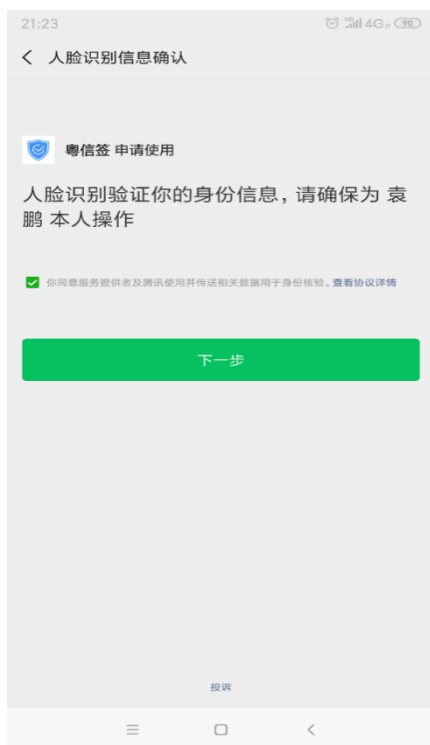 21:23
4G 90
人脸识别信息确认
粤信签 申请使用
人脸识别验证你的身份信息，请确保为 袁
鹏 本人操作
你同意服务提供者及腾讯使用并传送相关数据用于身份核验。查看协议详情
下一步
投诉